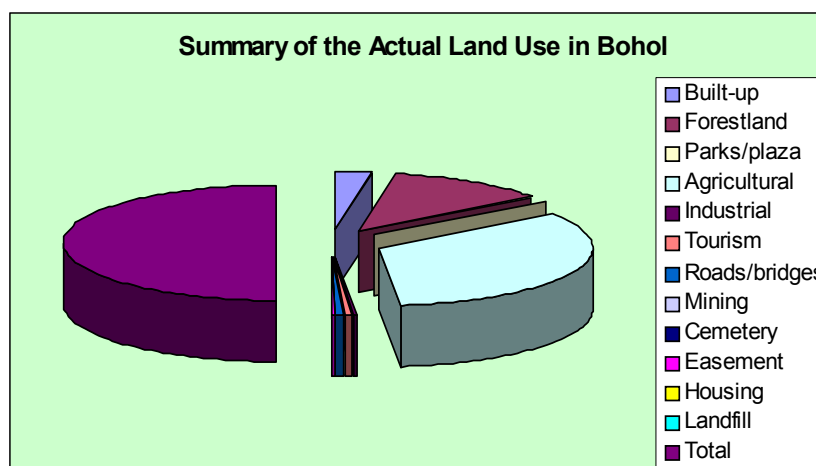 Summary of the Actual Land Use in Bohol
Built-up
Forestland
Parks/plaza
Agricultural
Industrial
Tourism
Roads/bridges
Mining
Cemetery
Easement
Housing
Landfill
Total